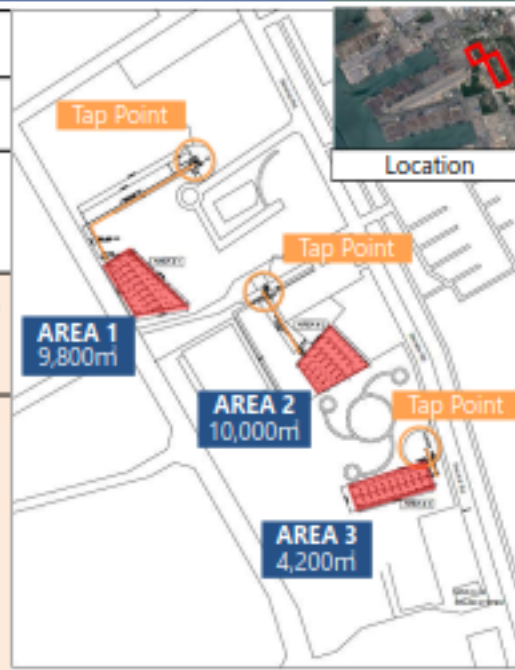 Location
Tap Point
Tap Point
AREA 1
9,800㎡
AREA 2
10,000㎡
Tap Point
AREA 3
4,200㎡